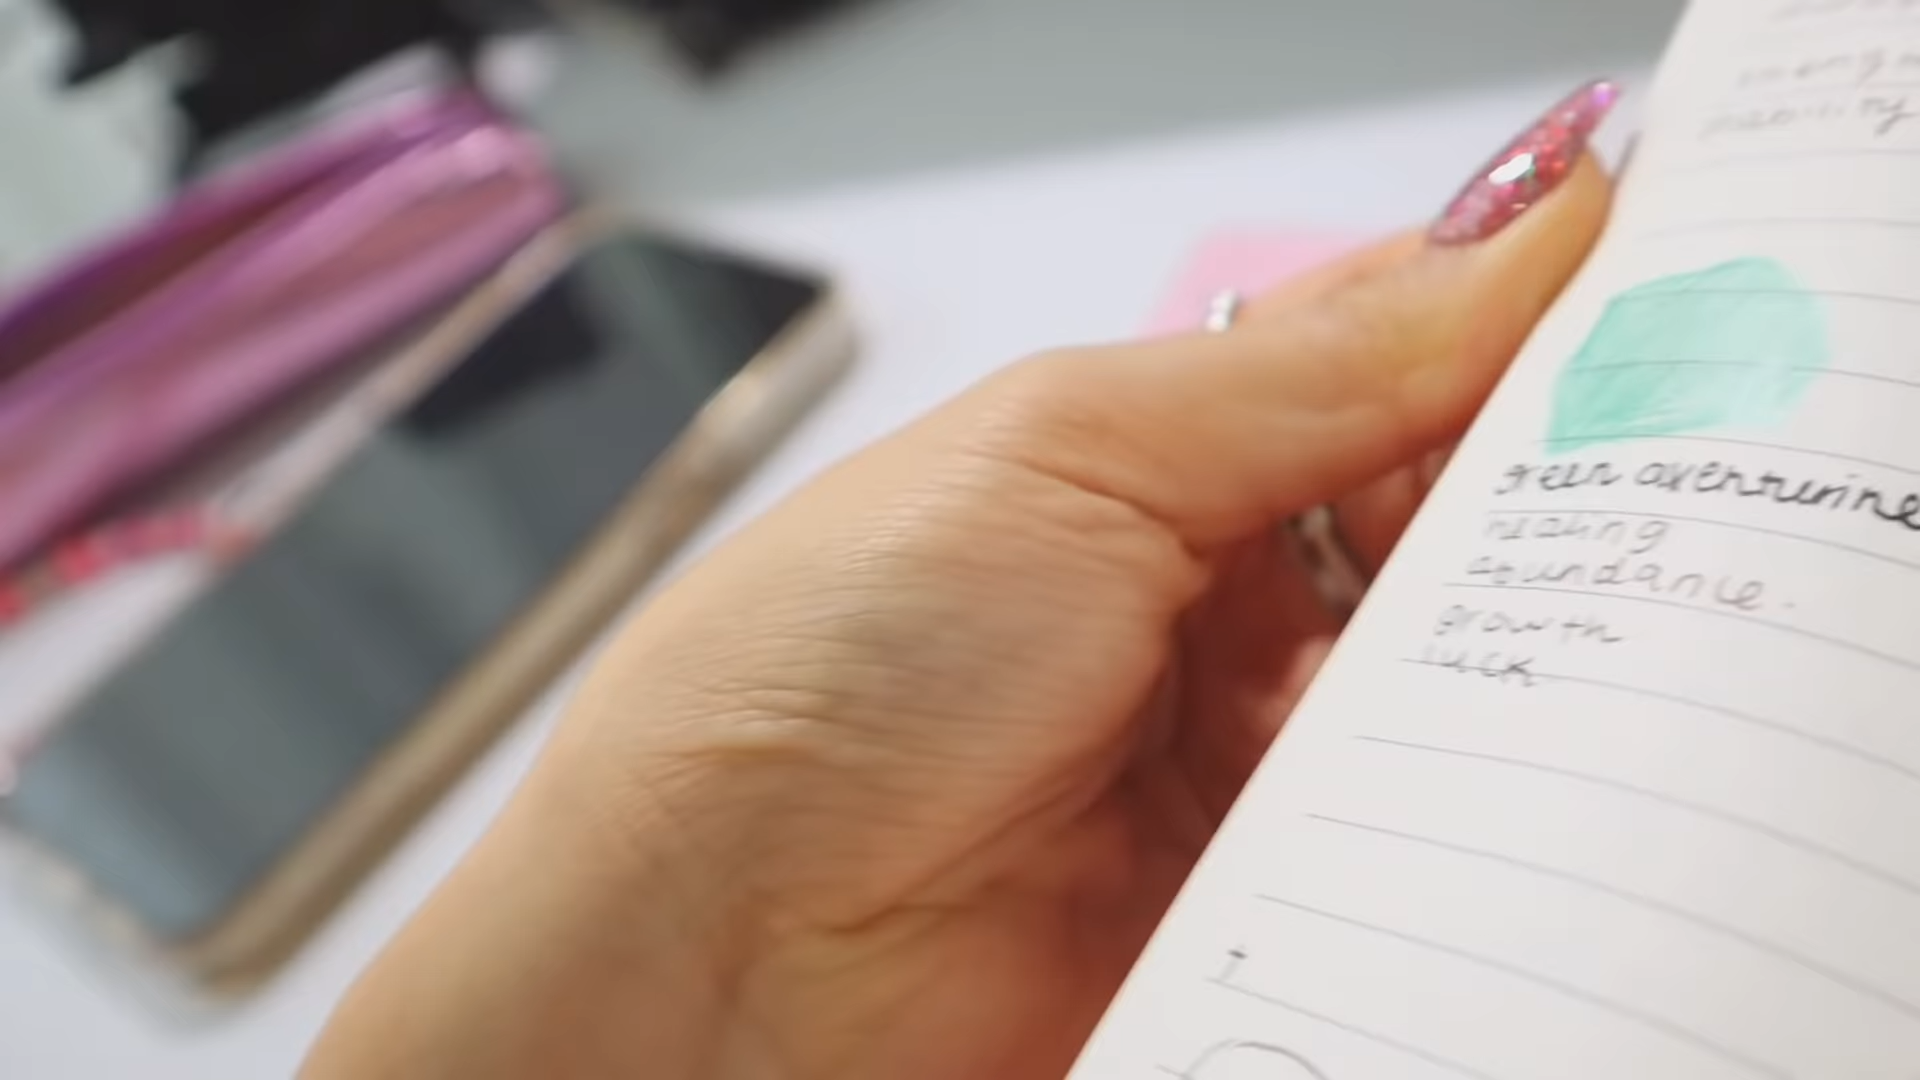 green aventurine
healing
abundance.
growth
luck